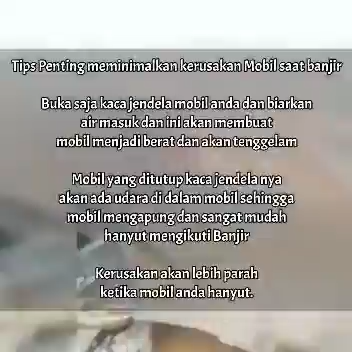 Tips Penting meminimalkan kerusakan Mobil saat banjir
Buka saja kaca jendela mobil anda dan biarkan
air masuk dan ini akan membuat
mobil menjadi berat dan akan tenggelam
Mobil yang ditutup kaca jendela nya
akan ada udara di dalam mobil sehingga
mobil mengapung dan sangat mudah
hanyut mengikuti Banjir
Kerusakan akan lebih parah
ketika mobil anda hanyut.